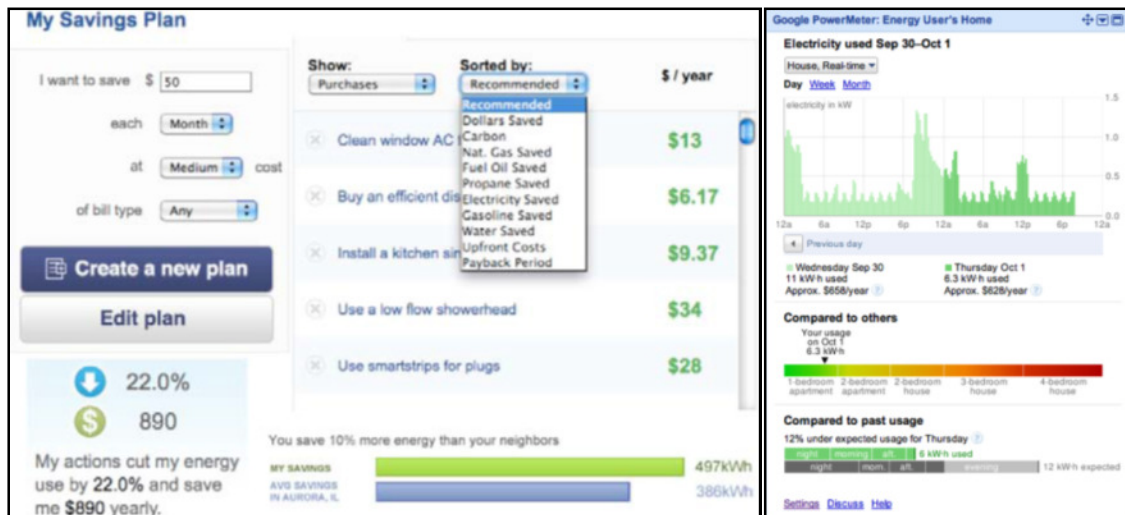 My Savings Plan
I want to save $ 50
each Month
at Medium cost
of bill type Any
Create a new plan
Edit plan
22.0%
890
My actions cut my energy
use by 22.0% and save
me $890 yearly.
Show:
Purchases
Sorted by:
Recommended
$ / year
Recommended
Dollars Saved
Carbon
Nat. Gas Saved
Fuel Oil Saved
Propane Saved
Electricity Saved
Gasoline Saved
Water Saved
Upfront Costs
Payback Period
Clean window AC $13
Buy an efficient $6.17
Install a kitchen $9.37
Use a low flow showerhead $34
Use smartstrips for plugs $28
You save 10% more energy than your neighbors
MY SAVINGS 497kWh
AVG SAVINGS 386kWh
IN AURORA, IL
Google PowerMeter: Energy User's Home
Electricity used Sep 30–Oct 1
House, Real-time
Day Week Month
electricity in kW
1.5
1.0
0.5
0.0
12a 6a 12p 6p 12a 6a 12p 6p 12a
Previous day
Wednesday Sep 30
11 kW·h used
Approx. $658/year ?
Thursday Oct 1
6.3 kW·h used
Approx. $628/year ?
Compared to others
Your usage
on Oct 1
6.3 kW·h
1-bedroom apartment
2-bedroom apartment
2-bedroom house
3-bedroom house
4-bedroom house
Compared to past usage
12% under expected usage for Thursday ?
night morning aft. 6 kW·h used
night morn. aft. evening 12 kW·h expected
Settings Discuss Help